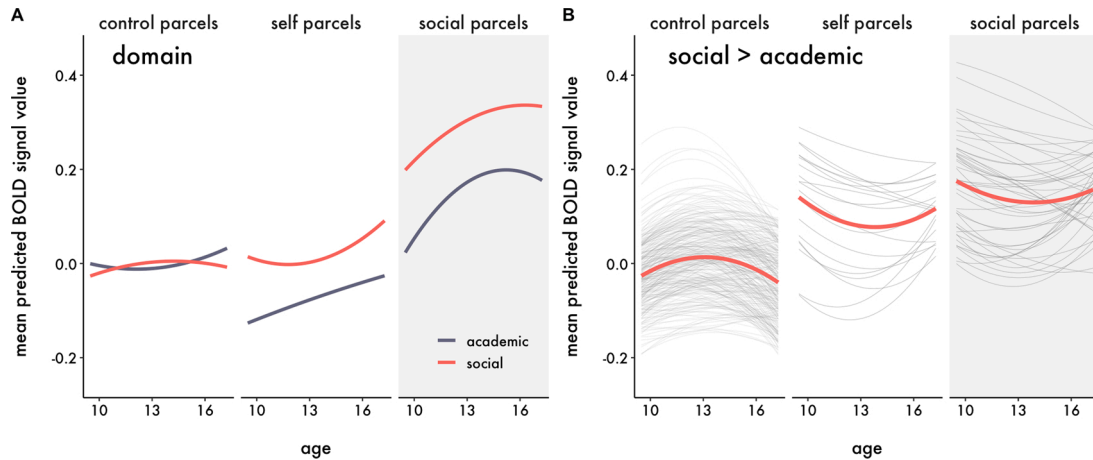 A
control parcels
self parcels
social parcels
domain
mean predicted BOLD signal value
0.4
0.2
0.0
-0.2
academic
social
10
13
16
10
13
16
10
13
16
age
B
control parcels
self parcels
social parcels
social > academic
mean predicted BOLD signal value
0.4
0.2
0.0
-0.2
10
13
16
10
13
16
10
13
16
age